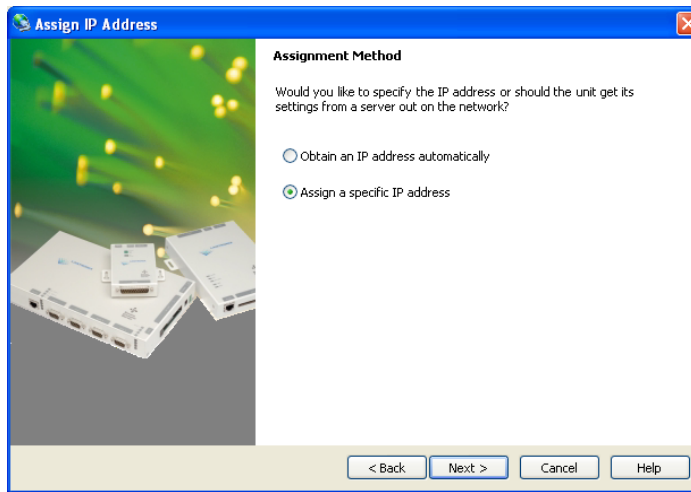 Assign IP Address
Assignment Method
Would you like to specify the IP address or should the unit get its
settings from a server out on the network?
Obtain an IP address automatically
Assign a specific IP address
< Back
Next >
Cancel
Help